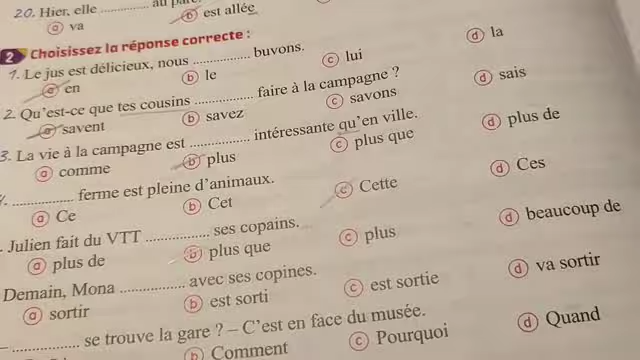 20. Hier, elle ............ au
a va b est allée
2 Choisissez la réponse correcte :
1. Le jus est délicieux, nous ............ buvons.
a en b le c lui d la
2. Qu'est-ce que tes cousins ............ faire à la campagne ?
a savent b savez c savons d sais
3. La vie à la campagne est ............ intéressante qu'en ville.
a comme b plus c plus que d plus de
............ ferme est pleine d'animaux.
a Ce b Cet c Cette d Ces
. Julien fait du VTT ............ ses copains.
a plus de b plus que c plus d beaucoup de
Demain, Mona ............ avec ses copines.
a sortir b est sorti c est sortie d va sortir
– ............ se trouve la gare ? – C'est en face du musée.
b Comment c Pourquoi d Quand